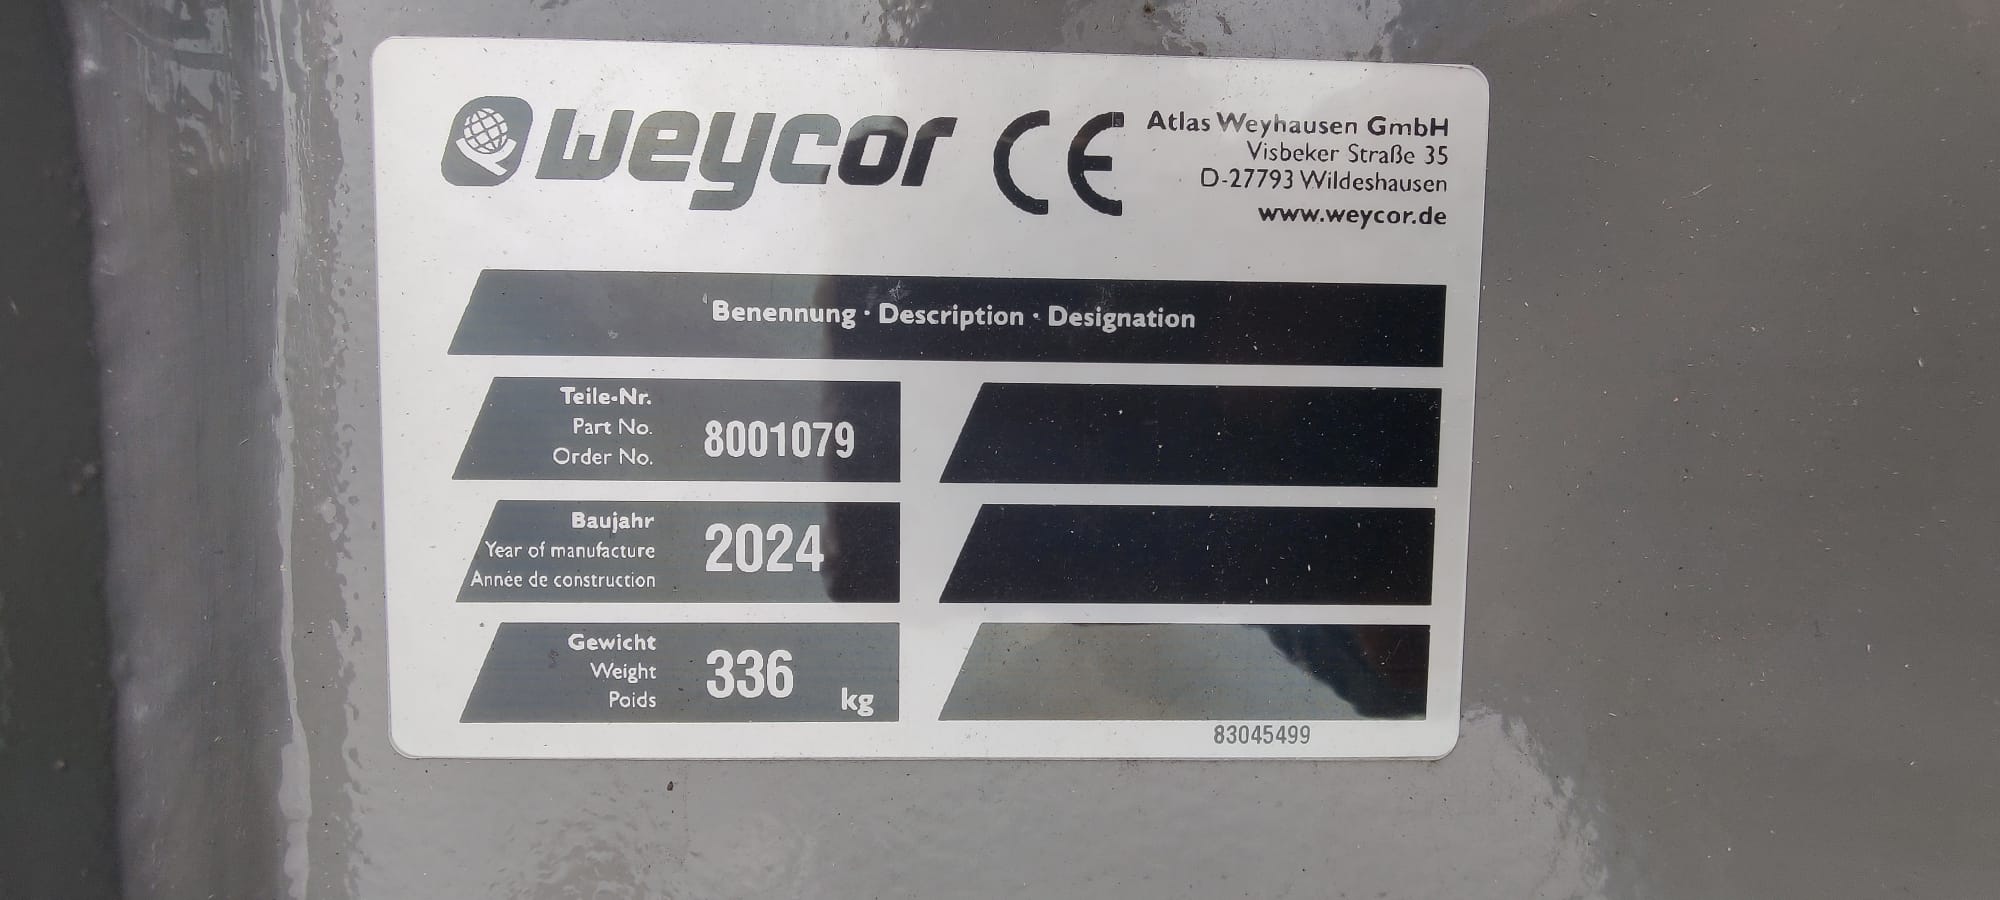 weycor CE
Atlas Weyhausen GmbH
Visbeker Straße 35
D-27793 Wildeshausen
www.weycor.de
Benennung · Description · Designation
Teile-Nr.
Part No.
Order No.
8001079
Baujahr
Year of manufacture
Année de construction
2024
Gewicht
Weight
Poids
336 kg
83045499